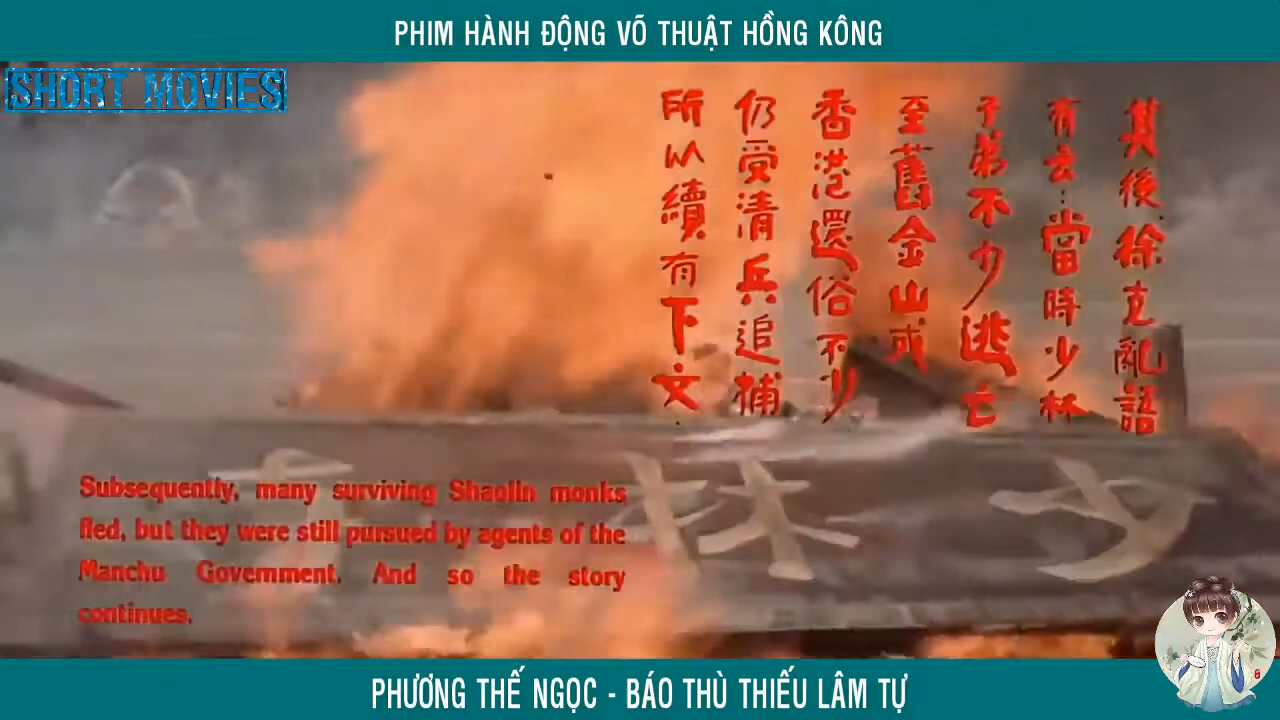 PHIM HÀNH ĐỘNG VÕ THUẬT HỒNG KÔNG
SHORT MOVIES
其後徐克亂語
有云：當時少林
子弟不少逃亡
至舊金山或
香港還俗不少
仍受清兵追捕
所以續有下文
寺林少
Subsequently, many surviving Shaolin monks
fled, but they were still pursued by agents of the
Manchu Government. And so the story
continues.
PHƯƠNG THẾ NGỌC - BÁO THÙ THIẾU LÂM TỰ